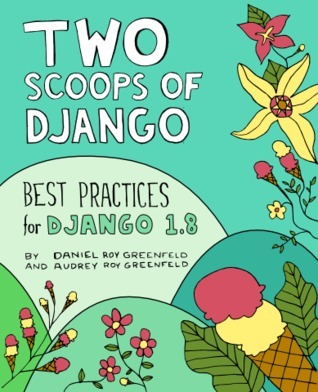 TWO
SCOOPS OF
DJANGO
BEST PRACTICES
for DJANGO 1.8
BY DANIEL ROY GREENFELD
AND AUDREY ROY GREENFELD